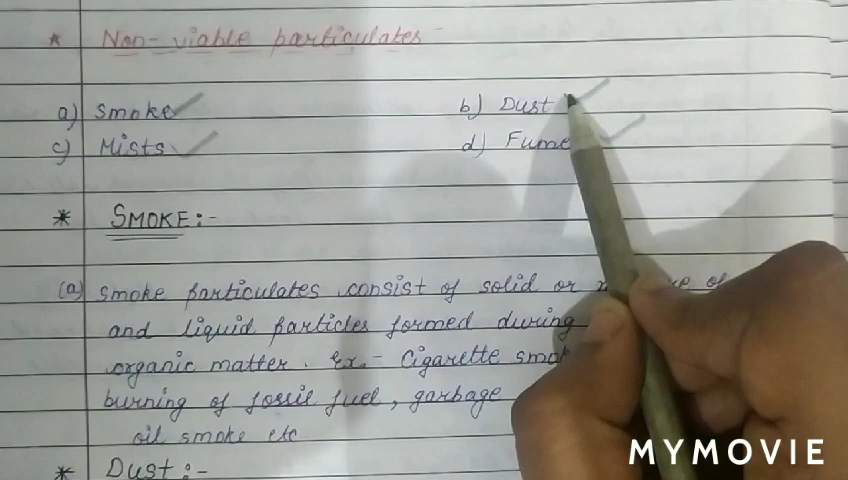 * Non-viable particulates-
a) Smoke b) Dust
c) Mists d) Fume
* SMOKE:-
(a) Smoke particulates consist of solid or of
and liquid particles formed during
organic matter. Ex.- Cigarette
burning of fossil fuel, garbage
oil smoke etc
* Dust:-
MYMOVIE